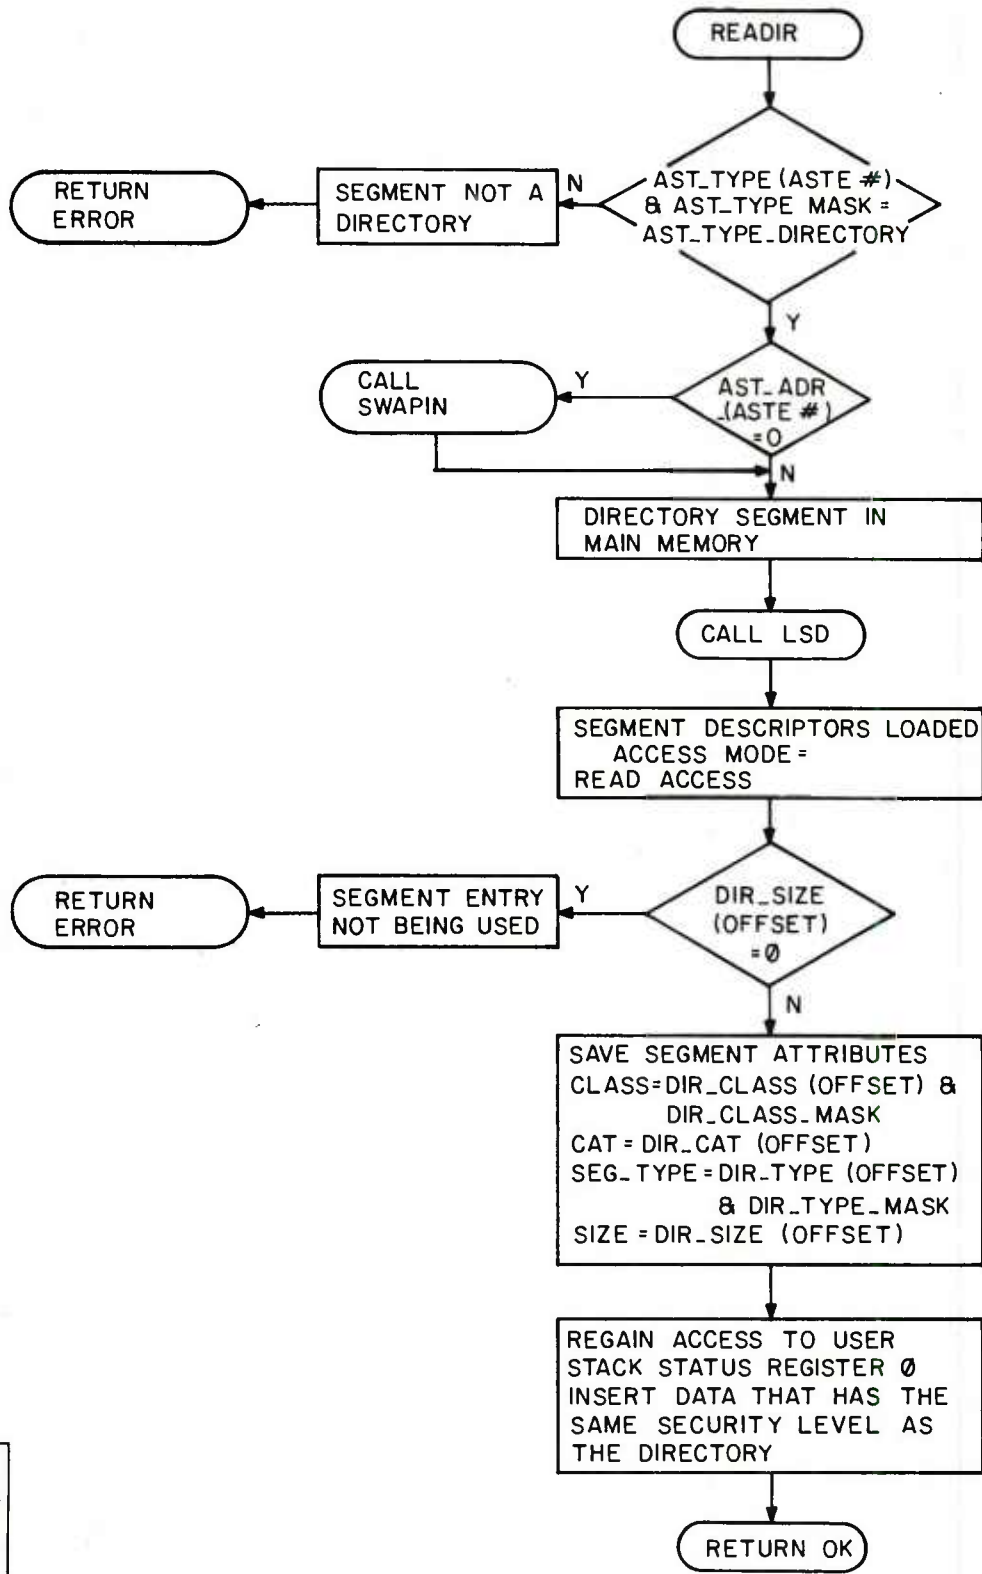 READIR
AST_TYPE (ASTE #)
& AST_TYPE MASK =
AST_TYPE_DIRECTORY
N
SEGMENT NOT A
DIRECTORY
RETURN
ERROR
Y
AST_ADR
_(ASTE #)
=0
Y
CALL
SWAPIN
N
DIRECTORY SEGMENT IN
MAIN MEMORY
CALL LSD
SEGMENT DESCRIPTORS LOADED
ACCESS MODE =
READ ACCESS
DIR_SIZE
(OFFSET)
=Ø
Y
SEGMENT ENTRY
NOT BEING USED
RETURN
ERROR
N
SAVE SEGMENT ATTRIBUTES
CLASS=DIR_CLASS (OFFSET) &
DIR_CLASS_MASK
CAT = DIR_CAT (OFFSET)
SEG_TYPE=DIR_TYPE (OFFSET)
& DIR_TYPE_MASK
SIZE = DIR_SIZE (OFFSET)
REGAIN ACCESS TO USER
STACK STATUS REGISTER Ø
INSERT DATA THAT HAS THE
SAME SECURITY LEVEL AS
THE DIRECTORY
RETURN OK